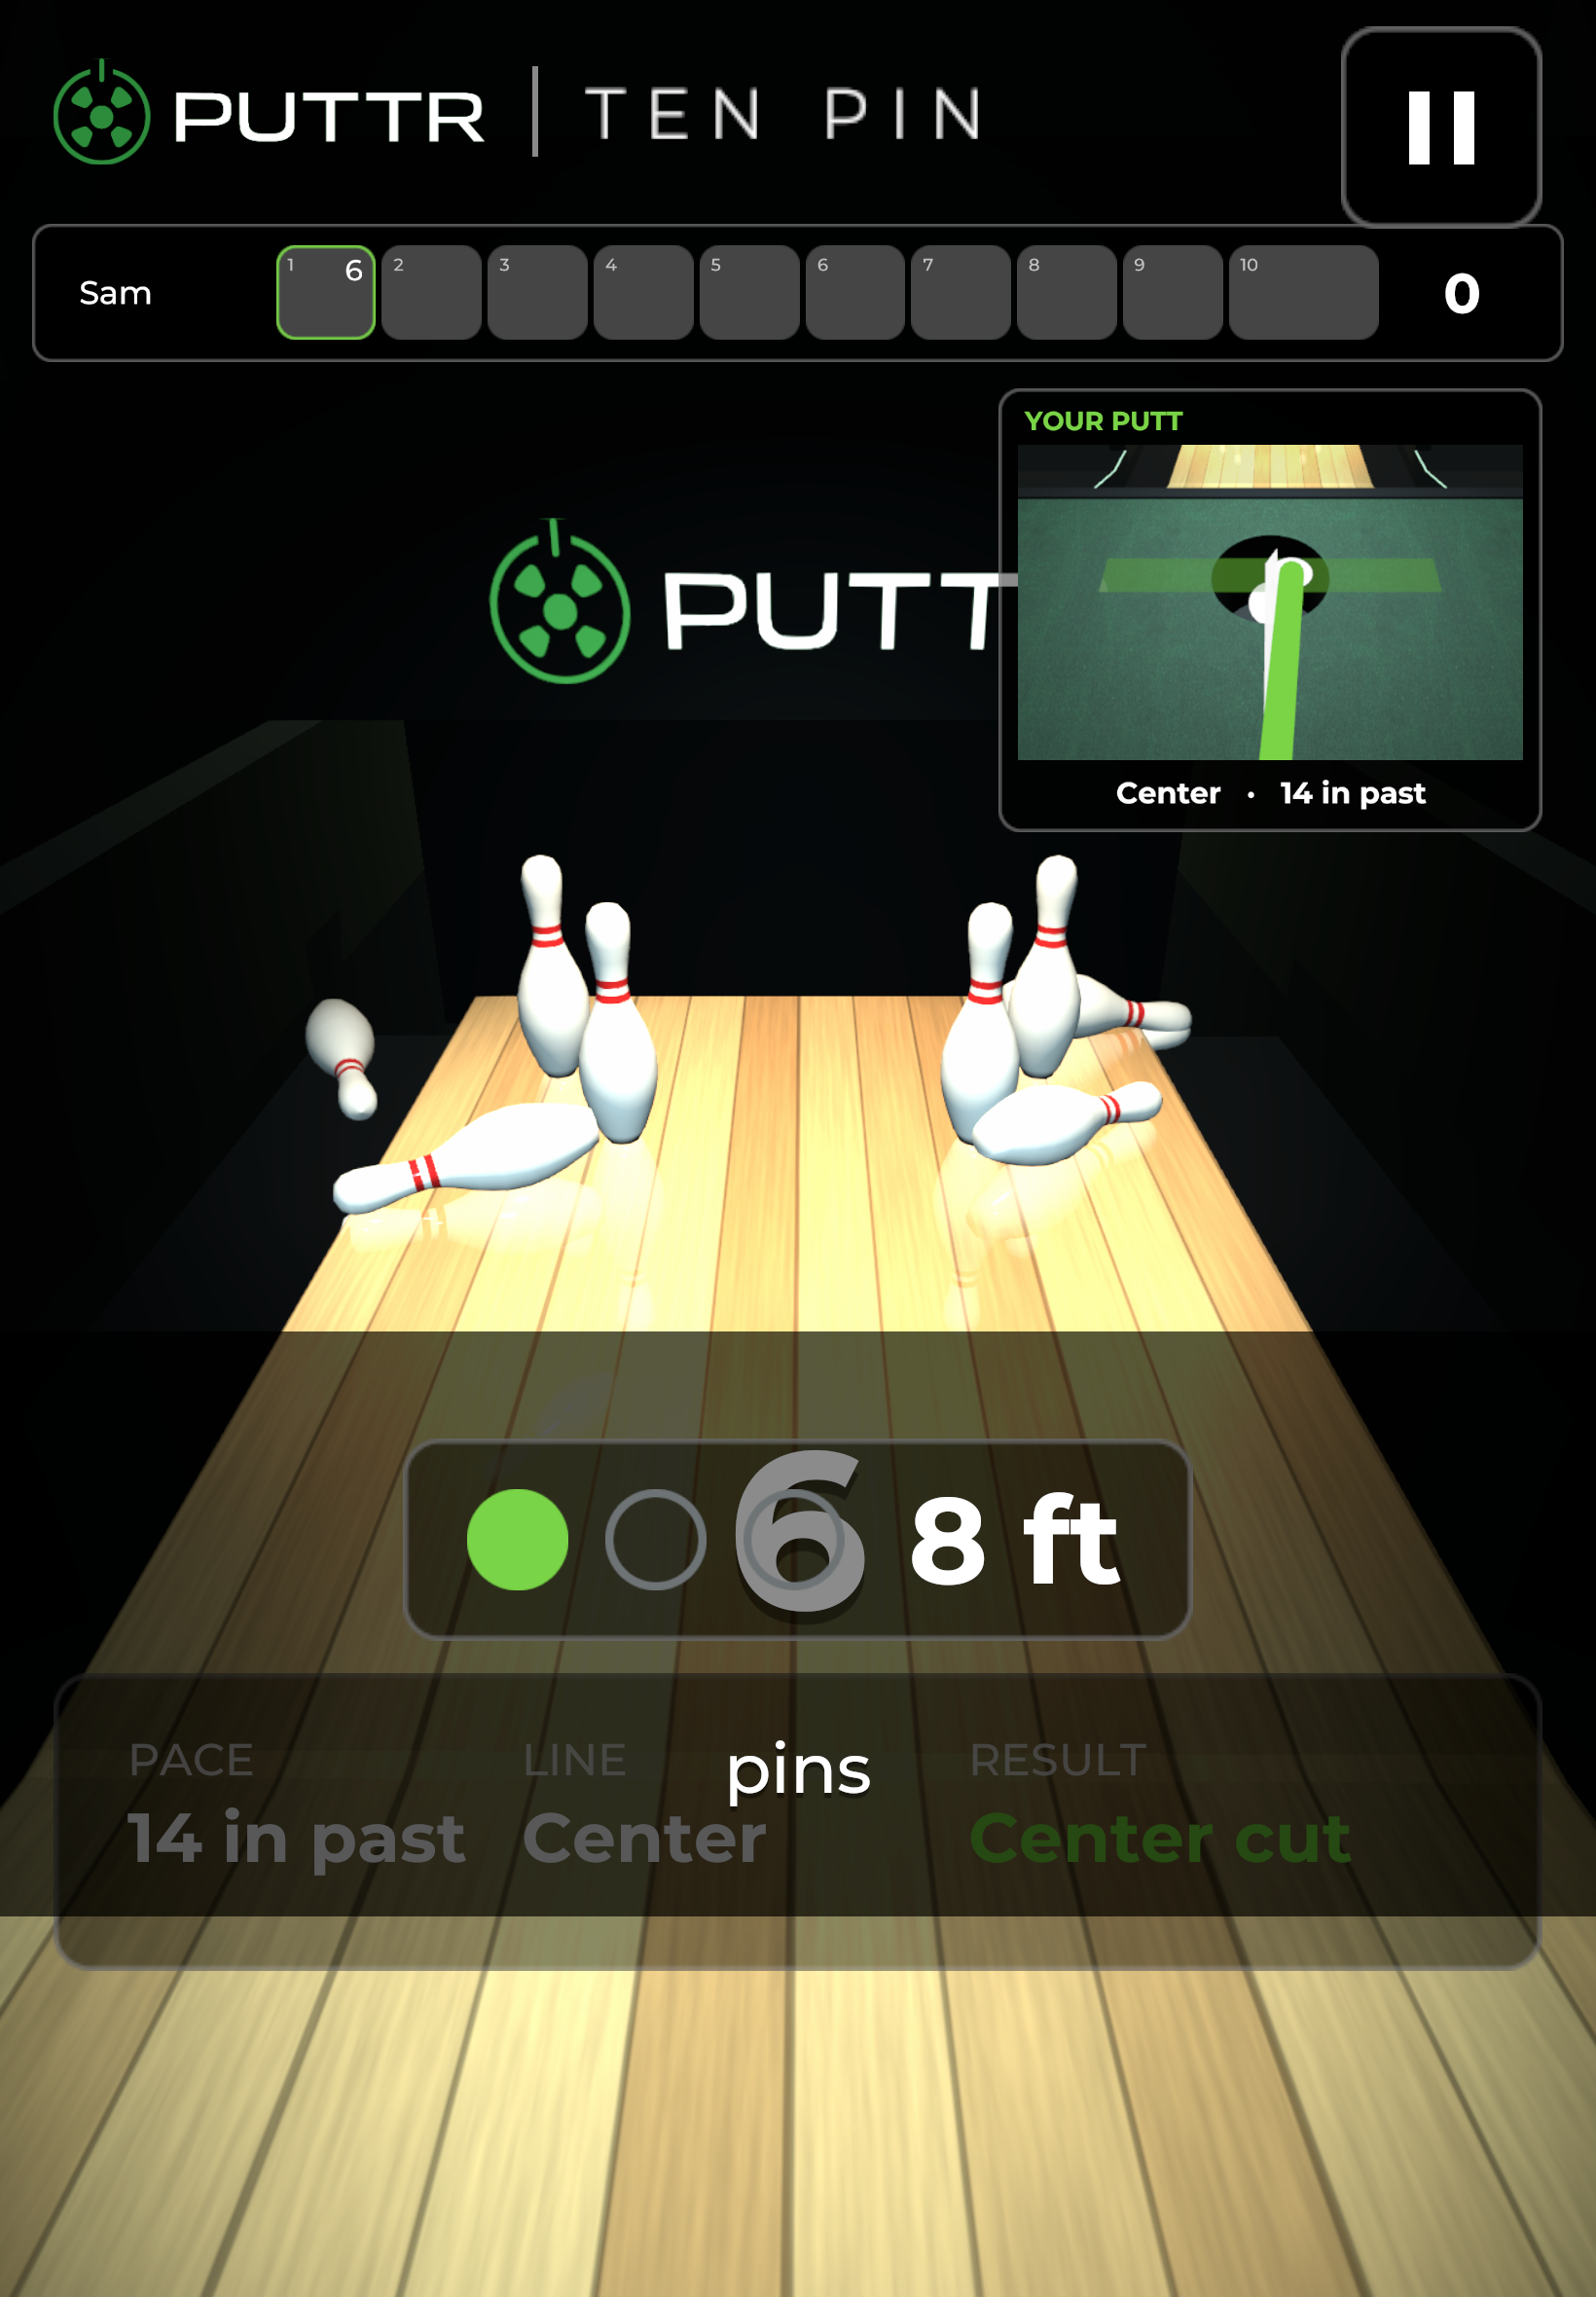 PUTTR | TEN PIN
Sam
1 6 2 3 4 5 6 7 8 9 10 0
YOUR PUTT
PUTT
Center · 14 in past
6
8 ft
pins
PACE LINE RESULT
14 in past Center Center cut